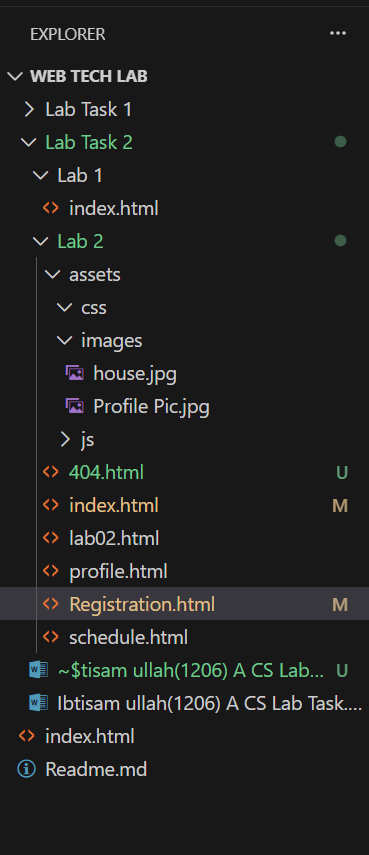 EXPLORER ...
WEB TECH LAB
Lab Task 1
Lab Task 2
Lab 1
index.html
Lab 2
assets
css
images
house.jpg
Profile Pic.jpg
js
404.html U
index.html M
lab02.html
profile.html
Registration.html M
schedule.html
~$tisam ullah(1206) A CS Lab... U
Ibtisam ullah(1206) A CS Lab Task....
index.html
Readme.md